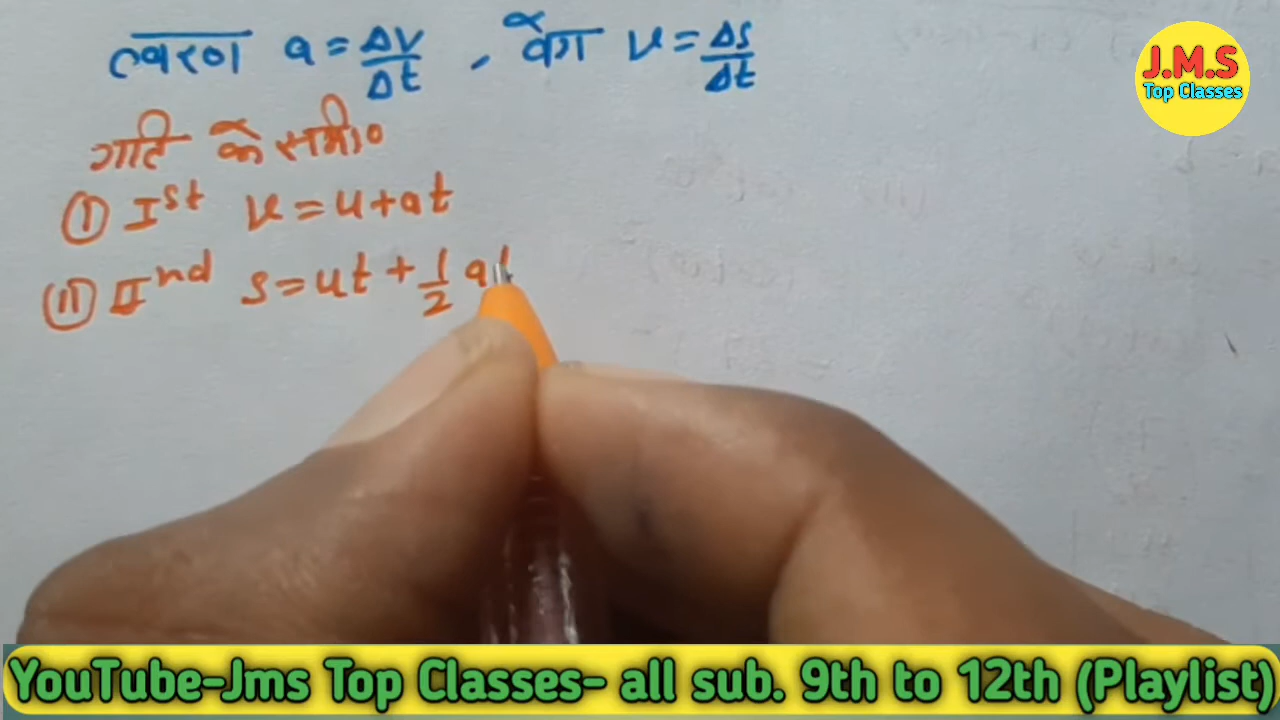 त्वरण a = Δv/Δt , वेग v = Δs/Δt
गति के समी०
(I) Ist v = u + at
(II) IInd s = ut + 1/2 at
J.M.S
Top Classes
YouTube-Jms Top Classes- all sub. 9th to 12th (Playlist)